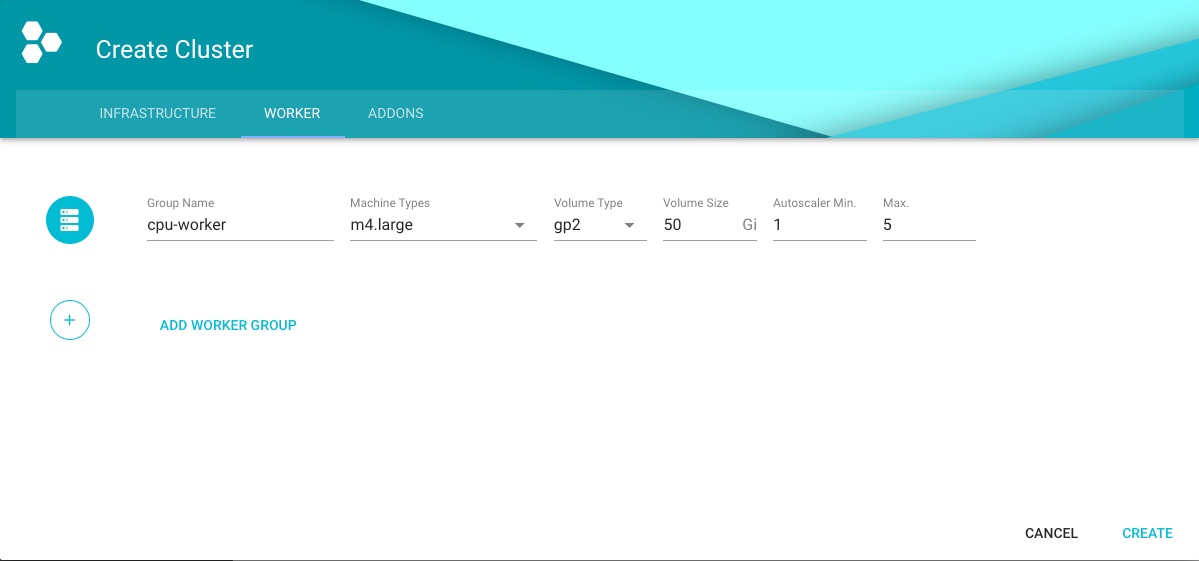 Create Cluster
INFRASTRUCTURE WORKER ADDONS
Group Name Machine Types Volume Type Volume Size Autoscaler Min. Max.
cpu-worker m4.large gp2 50 Gi 1 5
ADD WORKER GROUP
CANCEL CREATE